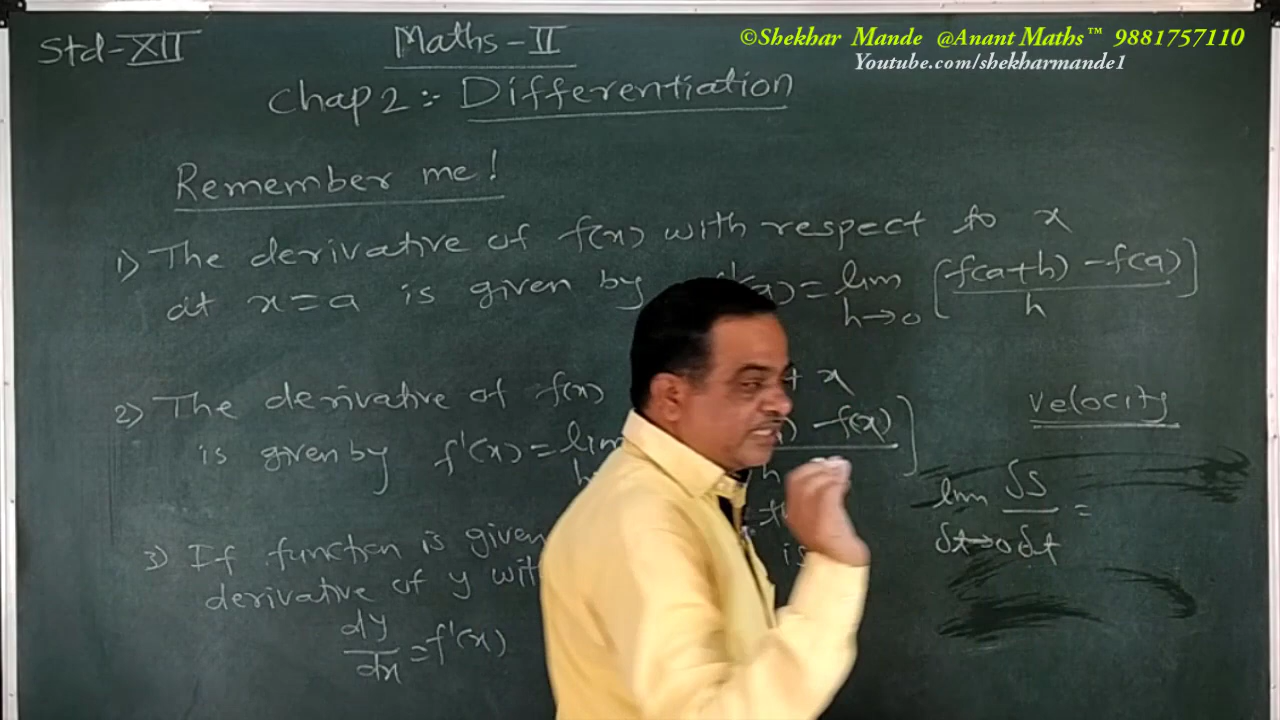 Std-XII
Maths-II
©Shekhar Mande @Anant Maths™ 9881757110
Youtube.com/shekharmande1
Chap 2:- Differentiation
Remember me!
1) The derivative of f(x) with respect to x
at x=a is given by (a) = lim h→0 [f(a+h) - f(a) / h]
2) The derivative of f(x) x
is given by f'(x) = lim - f(x) ] h
3) If function is given
derivative of y is
dy/dx = f'(x)
velocity
lim δt→0 δs/δt =